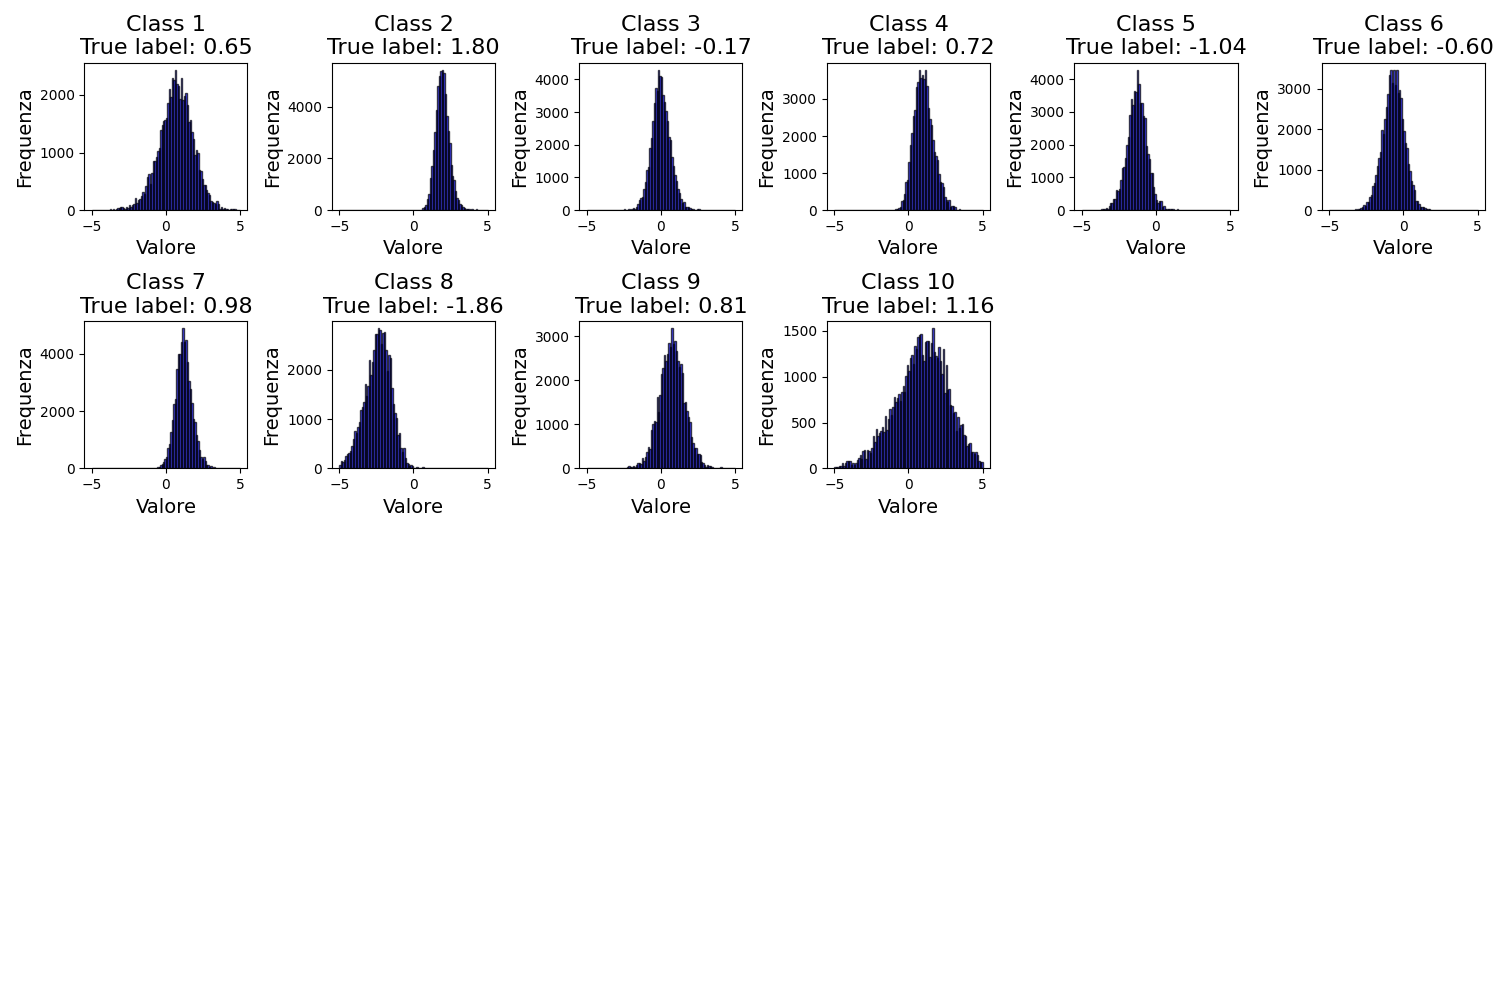 Class 1
True label: 0.65
Class 2
True label: 1.80
Class 3
True label: -0.17
Class 4
True label: 0.72
Class 5
True label: -1.04
Class 6
True label: -0.60
Frequenza
2000
1000
0
−5
0
5
Valore
Frequenza
4000
2000
0
−5
0
5
Valore
Frequenza
4000
3000
2000
1000
0
−5
0
5
Valore
Frequenza
3000
2000
1000
0
−5
0
5
Valore
Frequenza
4000
3000
2000
1000
0
−5
0
5
Valore
Frequenza
3000
2000
1000
0
−5
0
5
Valore
Class 7
True label: 0.98
Class 8
True label: -1.86
Class 9
True label: 0.81
Class 10
True label: 1.16
Frequenza
4000
2000
0
−5
0
5
Valore
Frequenza
2000
1000
0
−5
0
5
Valore
Frequenza
3000
2000
1000
0
−5
0
5
Valore
Frequenza
1500
1000
500
0
−5
0
5
Valore